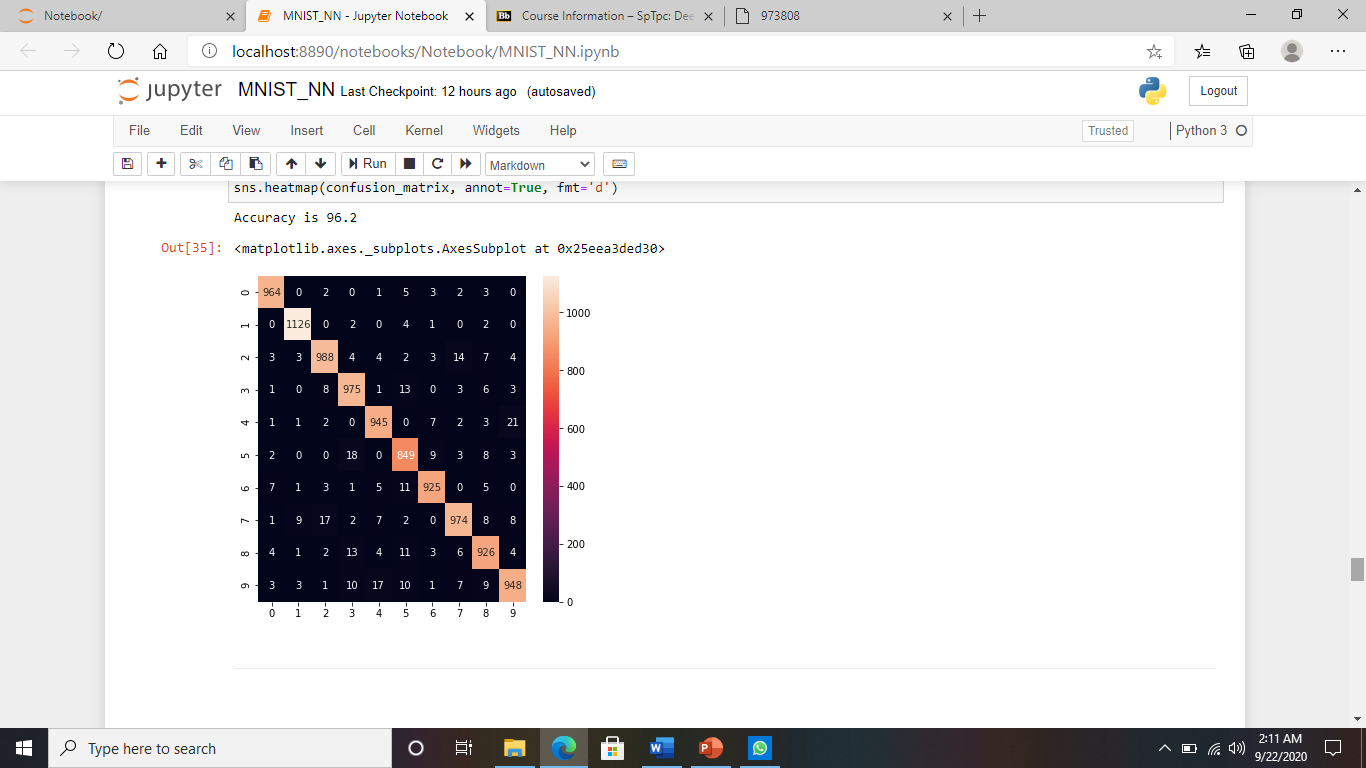 Notebook/
MNIST_NN - Jupyter Notebook
Course Information – SpTpc: Dee
973808
localhost:8890/notebooks/Notebook/MNIST_NN.ipynb
jupyter MNIST_NN Last Checkpoint: 12 hours ago (autosaved)
Logout
File Edit View Insert Cell Kernel Widgets Help
Trusted
Python 3
Run
Markdown
sns.heatmap(confusion_matrix, annot=True, fmt='d')
Accuracy is 96.2
Out[35]: <matplotlib.axes._subplots.AxesSubplot at 0x25eea3ded30>
0 964 0 2 0 1 5 3 2 3 0
1 0 1126 0 2 0 4 1 0 2 0
2 3 3 988 4 4 2 3 14 7 4
3 1 0 8 975 1 13 0 3 6 3
4 1 1 2 0 945 0 7 2 3 21
5 2 0 0 18 0 849 9 3 8 3
6 7 1 3 1 5 11 925 0 5 0
7 1 9 17 2 7 2 0 974 8 8
8 4 1 2 13 4 11 3 6 926 4
9 3 3 1 10 17 10 1 7 9 948
0 1 2 3 4 5 6 7 8 9
1000
800
600
400
200
0
Type here to search
2:11 AM
9/22/2020